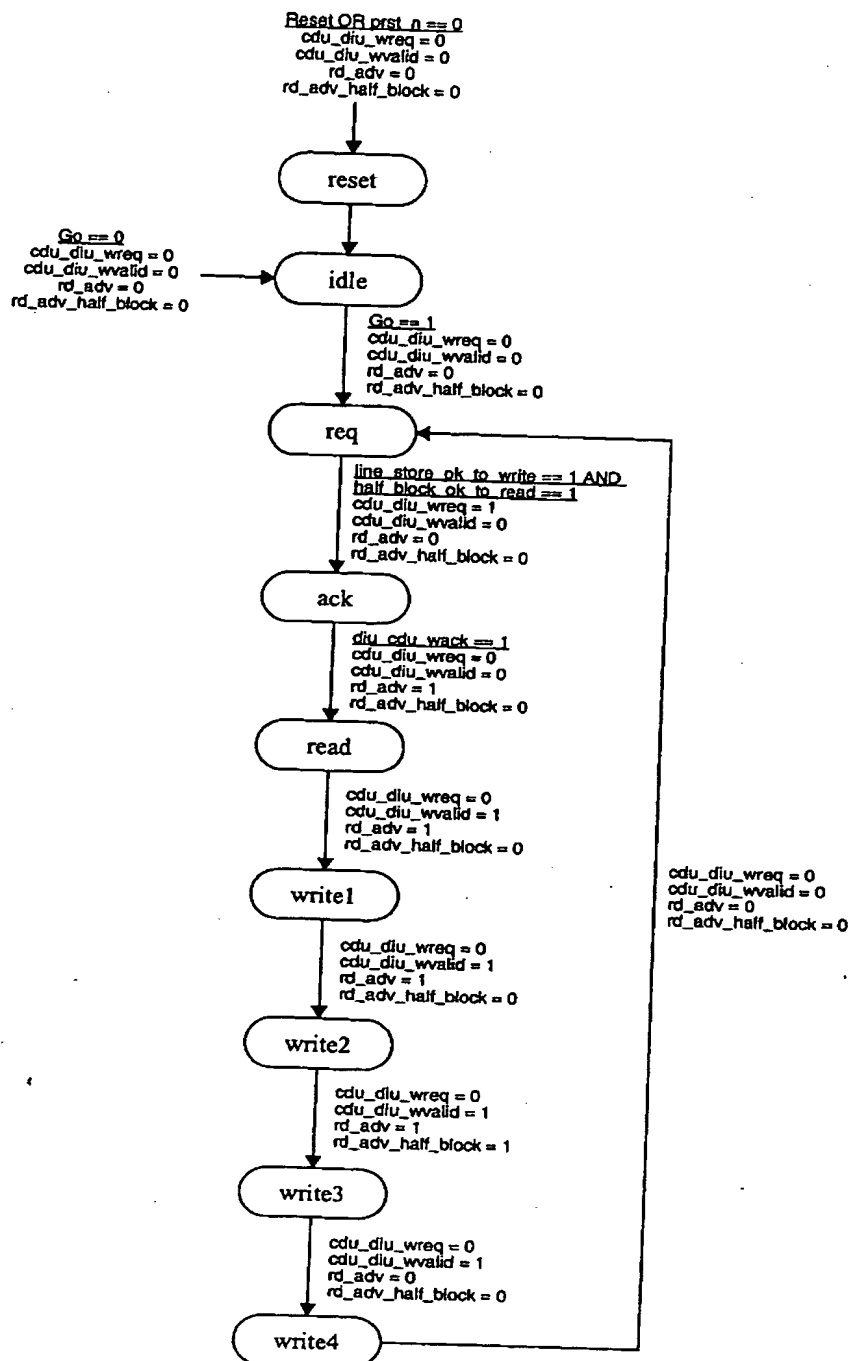 Reset OR prst_n == 0
cdu_diu_wreq = 0
cdu_diu_wvalid = 0
rd_adv = 0
rd_adv_half_block = 0
reset
Go == 0
cdu_diu_wreq = 0
cdu_diu_wvalid = 0
rd_adv = 0
rd_adv_half_block = 0
idle
Go == 1
cdu_diu_wreq = 0
cdu_diu_wvalid = 0
rd_adv = 0
rd_adv_half_block = 0
req
line_store_ok_to_write == 1 AND
half_block_ok_to_read == 1
cdu_diu_wreq = 1
cdu_diu_wvalid = 0
rd_adv = 0
rd_adv_half_block = 0
ack
diu_cdu_wack == 1
cdu_diu_wreq = 0
cdu_diu_wvalid = 0
rd_adv = 1
rd_adv_half_block = 0
read
cdu_diu_wreq = 0
cdu_diu_wvalid = 1
rd_adv = 1
rd_adv_half_block = 0
write1
cdu_diu_wreq = 0
cdu_diu_wvalid = 0
rd_adv = 0
rd_adv_half_block = 0
cdu_diu_wreq = 0
cdu_diu_wvalid = 1
rd_adv = 1
rd_adv_half_block = 0
write2
cdu_diu_wreq = 0
cdu_diu_wvalid = 1
rd_adv = 1
rd_adv_half_block = 1
write3
cdu_diu_wreq = 0
cdu_diu_wvalid = 1
rd_adv = 0
rd_adv_half_block = 0
write4